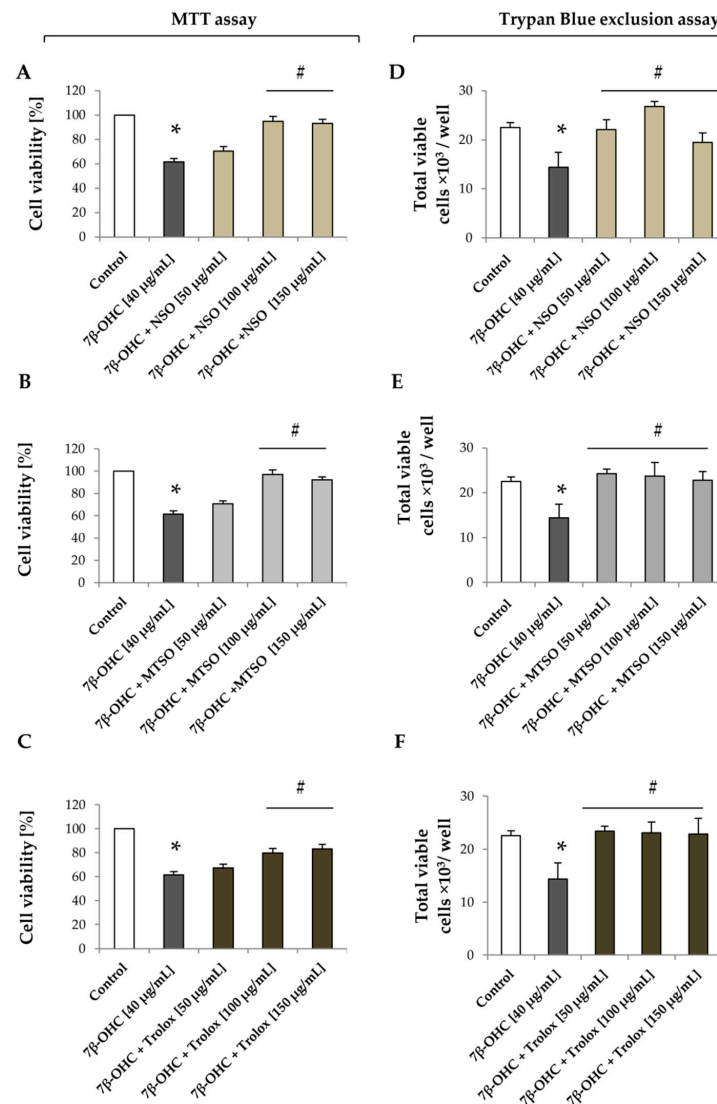 MTT assay
Trypan Blue exclusion assay
A
Cell viability [%]
120
100
80
60
40
20
0
*
#
Control
7β-OHC [40 µg/mL]
7β-OHC + NSO [50 µg/mL]
7β-OHC + NSO [100 µg/mL]
7β-OHC +NSO [150 µg/mL]
D
Total viable
cells ×10³ / well
30
20
10
0
*
#
Control
7β-OHC [40 µg/mL]
7β-OHC + NSO [50 µg/mL]
7β-OHC + NSO [100 µg/mL]
7β-OHC + NSO [150 µg/mL]
B
Cell viability [%]
120
100
80
60
40
20
0
*
#
Control
7β-OHC [40 µg/mL]
7β-OHC + MTSO [50 µg/mL]
7β-OHC + MTSO [100 µg/mL]
7β-OHC +MTSO [150 µg/mL]
E
Total viable
cells ×10³ / well
30
20
10
0
*
#
Control
7β-OHC [40 µg/mL]
7β-OHC + MTSO [50 µg/mL]
7β-OHC + MTSO [100 µg/mL]
7β-OHC + MTSO [150 µg/mL]
C
Cell viability [%]
120
100
80
60
40
20
0
*
#
Control
7β-OHC [40 µg/mL]
7β-OHC + Trolox [50 µg/mL]
7β-OHC + Trolox [100 µg/mL]
7β-OHC + Trolox [150 µg/mL]
F
Total viable
cells ×10³/ well
30
20
10
0
*
#
Control
7β-OHC [40 µg/mL]
7β-OHC + Trolox [50 µg/mL]
7β-OHC + Trolox [100 µg/mL]
7β-OHC + Trolox [150 µg/mL]